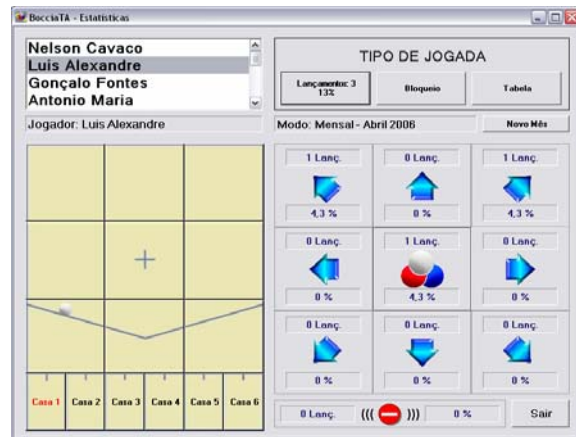 BocciaTA - Estatísticas
Nelson Cavaco
Luis Alexandre
Gonçalo Fontes
Antonio Maria
TIPO DE JOGADA
Lançamentos: 3
13%
Bloqueio
Tabela
Jogador: Luis Alexandre
Modo: Mensal - Abril 2006
Novo Mês
1 Lanç.
0 Lanç.
1 Lanç.
4,3 %
0 %
4,3 %
0 Lanç.
1 Lanç.
0 Lanç.
0 %
4,3 %
0 %
0 Lanç.
0 Lanç.
0 Lanç.
0 %
0 %
0 %
Casa 1
Casa 2
Casa 3
Casa 4
Casa 5
Casa 6
0 Lanç.
(((
)))
0 %
Sair